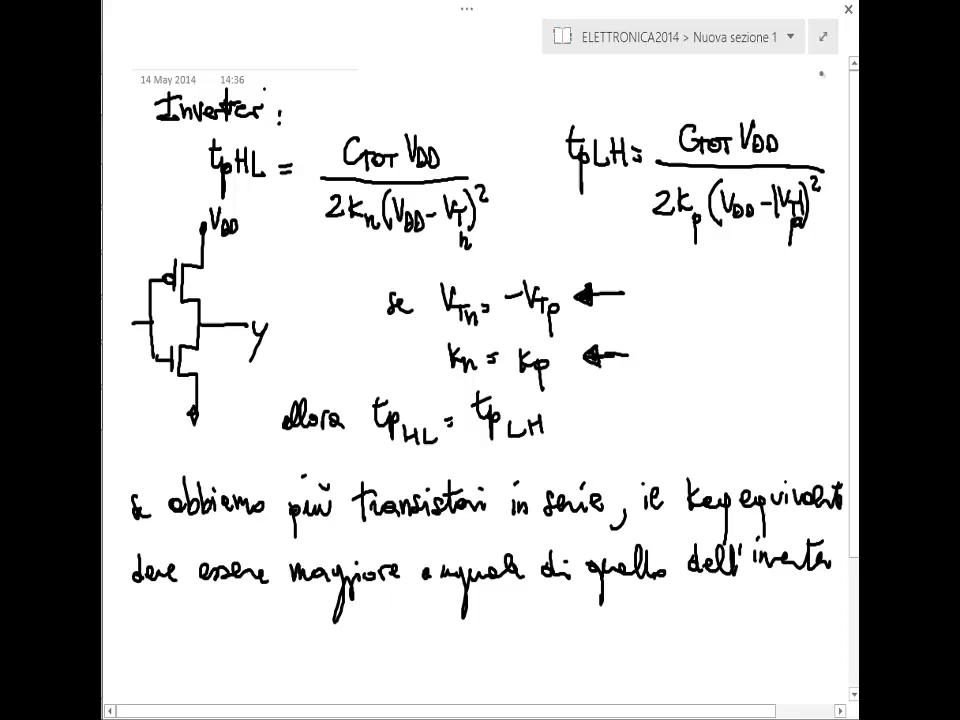 ELETTRONICA2014 > Nuova sezione 1
14 May 2014 14:36
Inverter:
tpHL = CTOT VDD / 2Kn(VDD - VTn)²
tpLH = CTOT VDD / 2Kp(VDD - |VTHp|)²
VDD
y
se VTn = -VTp
Kn = Kp
allora tpHL = tpLH
se abbiamo più transistori in serie, il Keq equivalente
deve essere maggiore o uguale di quello dell'inverter